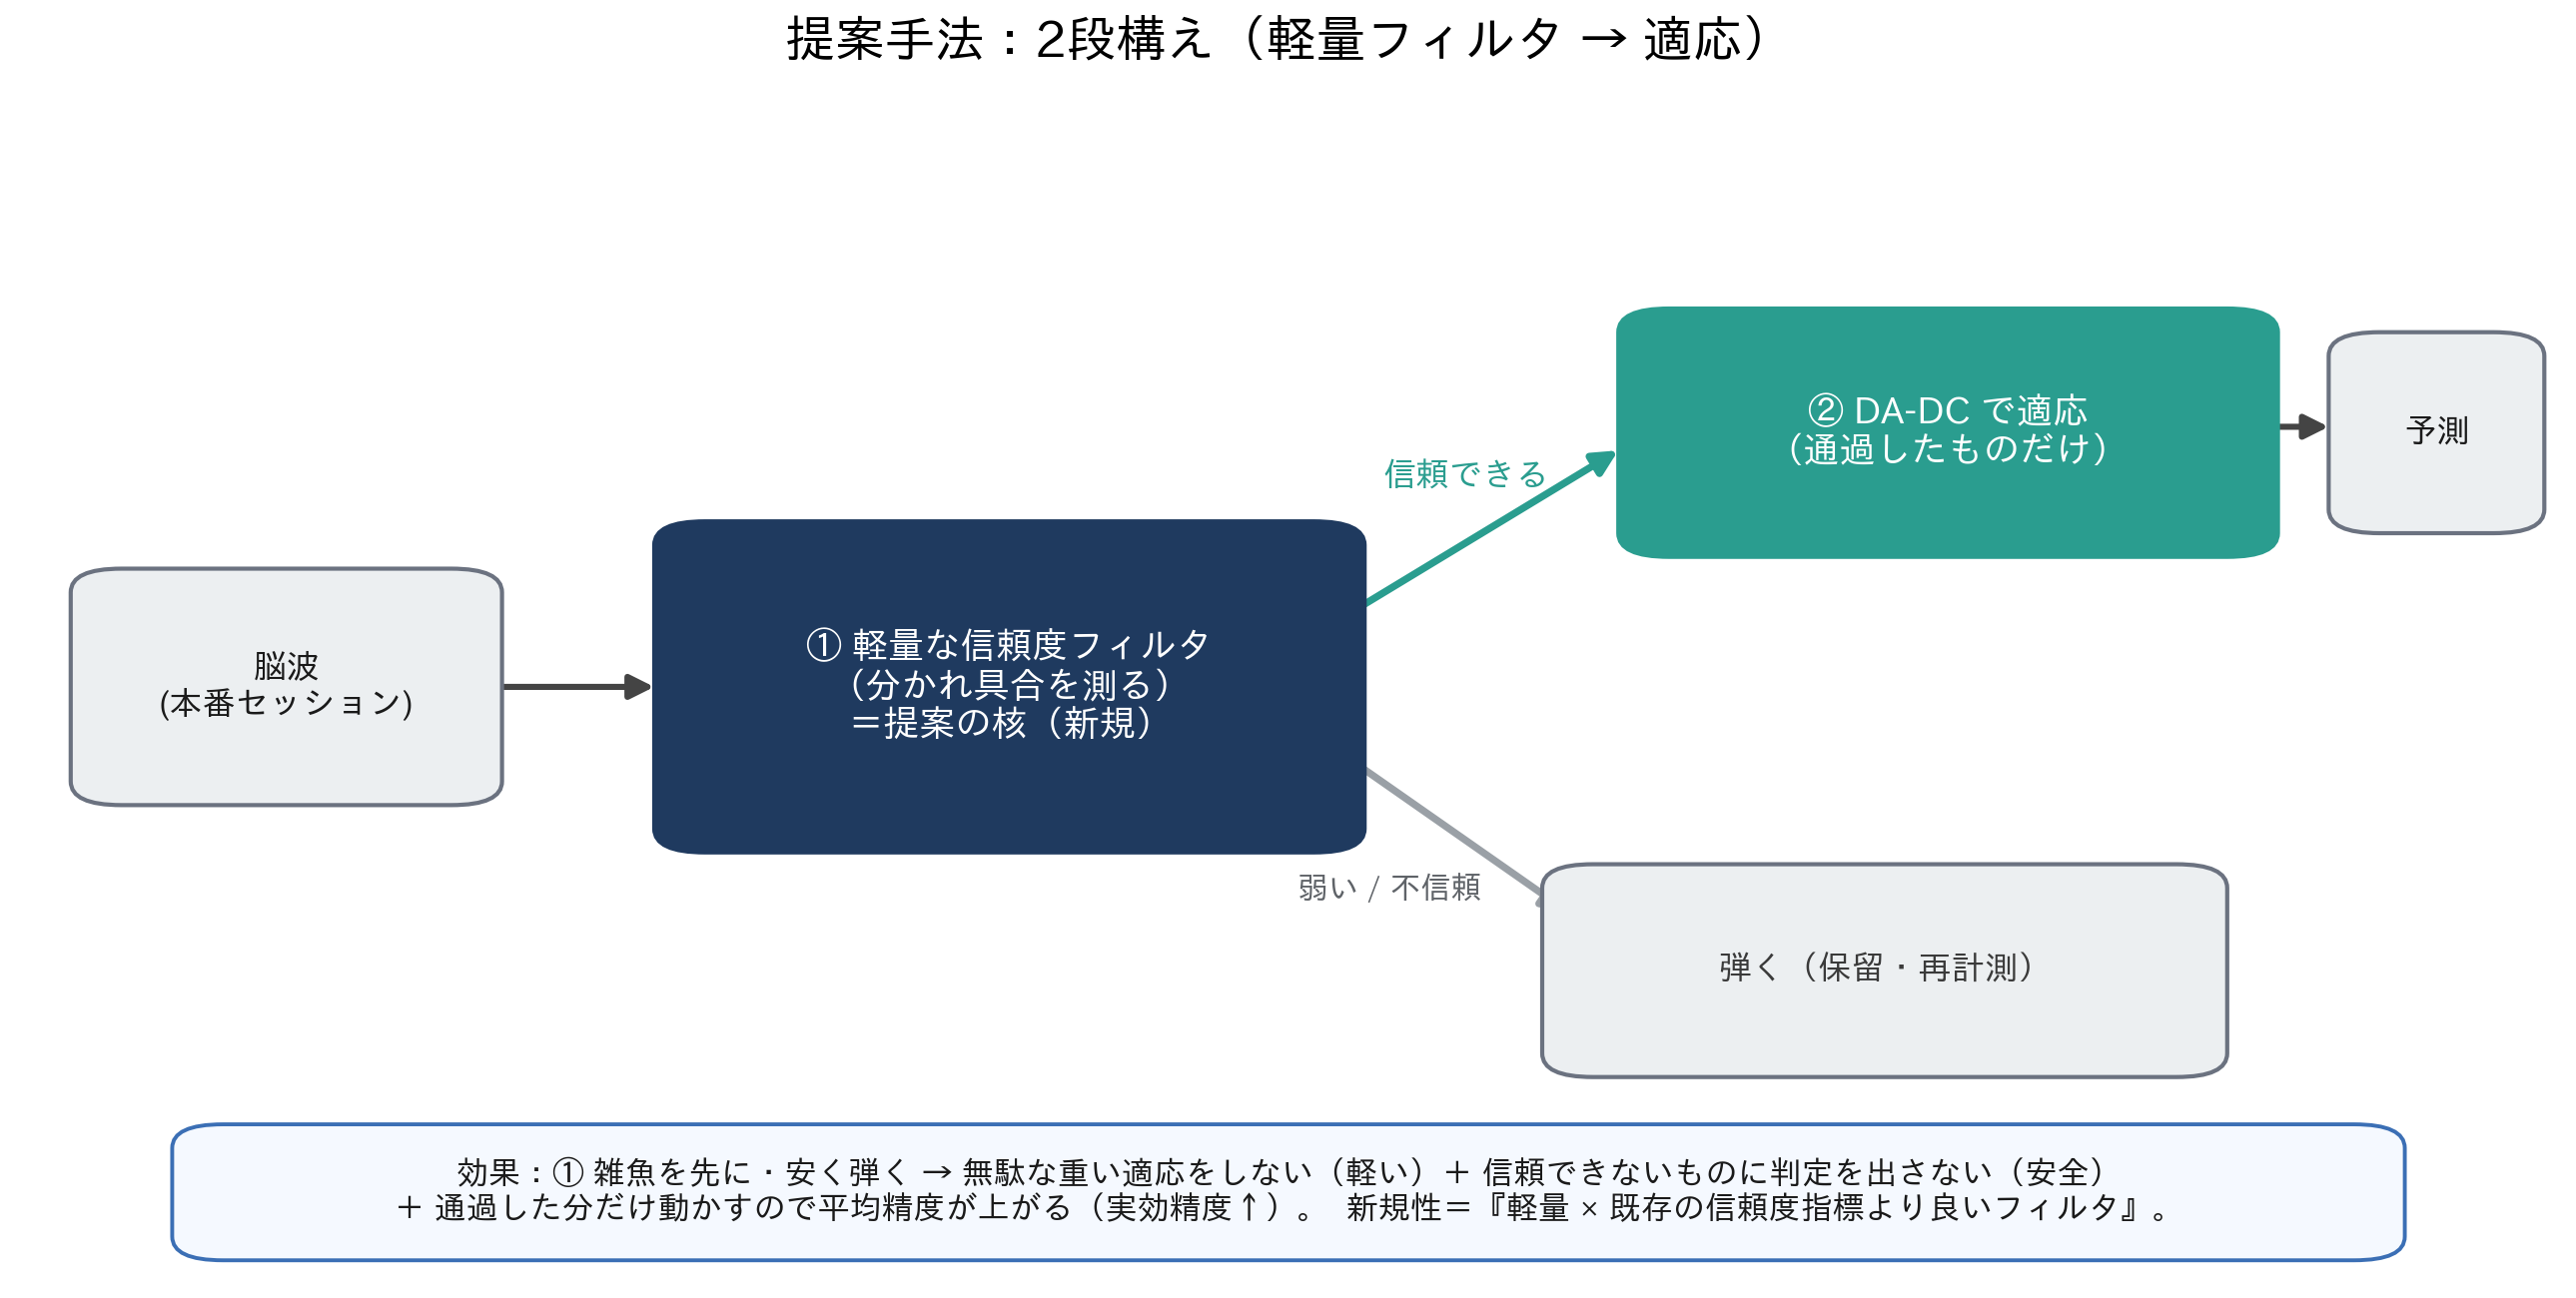 提案手法：2段構え（軽量フィルタ → 適応）
脳波
(本番セッション)
① 軽量な信頼度フィルタ
（分かれ具合を測る）
＝提案の核（新規）
信頼できる
② DA-DC で適応
（通過したものだけ）
予測
弱い / 不信頼
弾く（保留・再計測）
効果：① 雑魚を先に・安く弾く → 無駄な重い適応をしない（軽い）＋ 信頼できないものに判定を出さない（安全）
＋ 通過した分だけ動かすので平均精度が上がる（実効精度↑）。 新規性＝『軽量 × 既存の信頼度指標より良いフィルタ』。